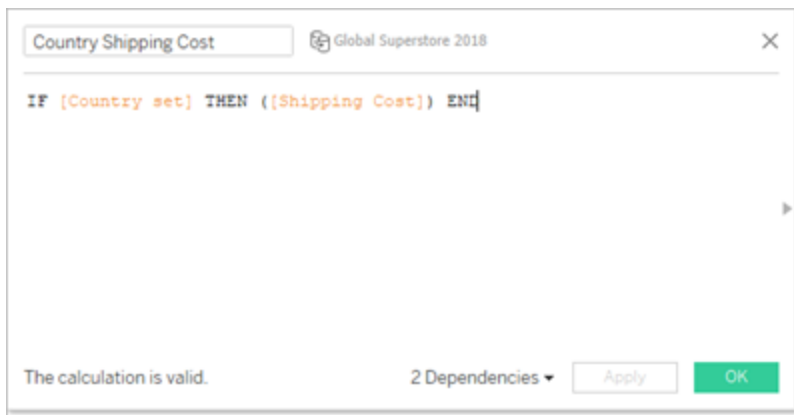 Country Shipping Cost Global Superstore 2018
IF [Country set] THEN ([Shipping Cost]) END
The calculation is valid. 2 Dependencies Apply OK